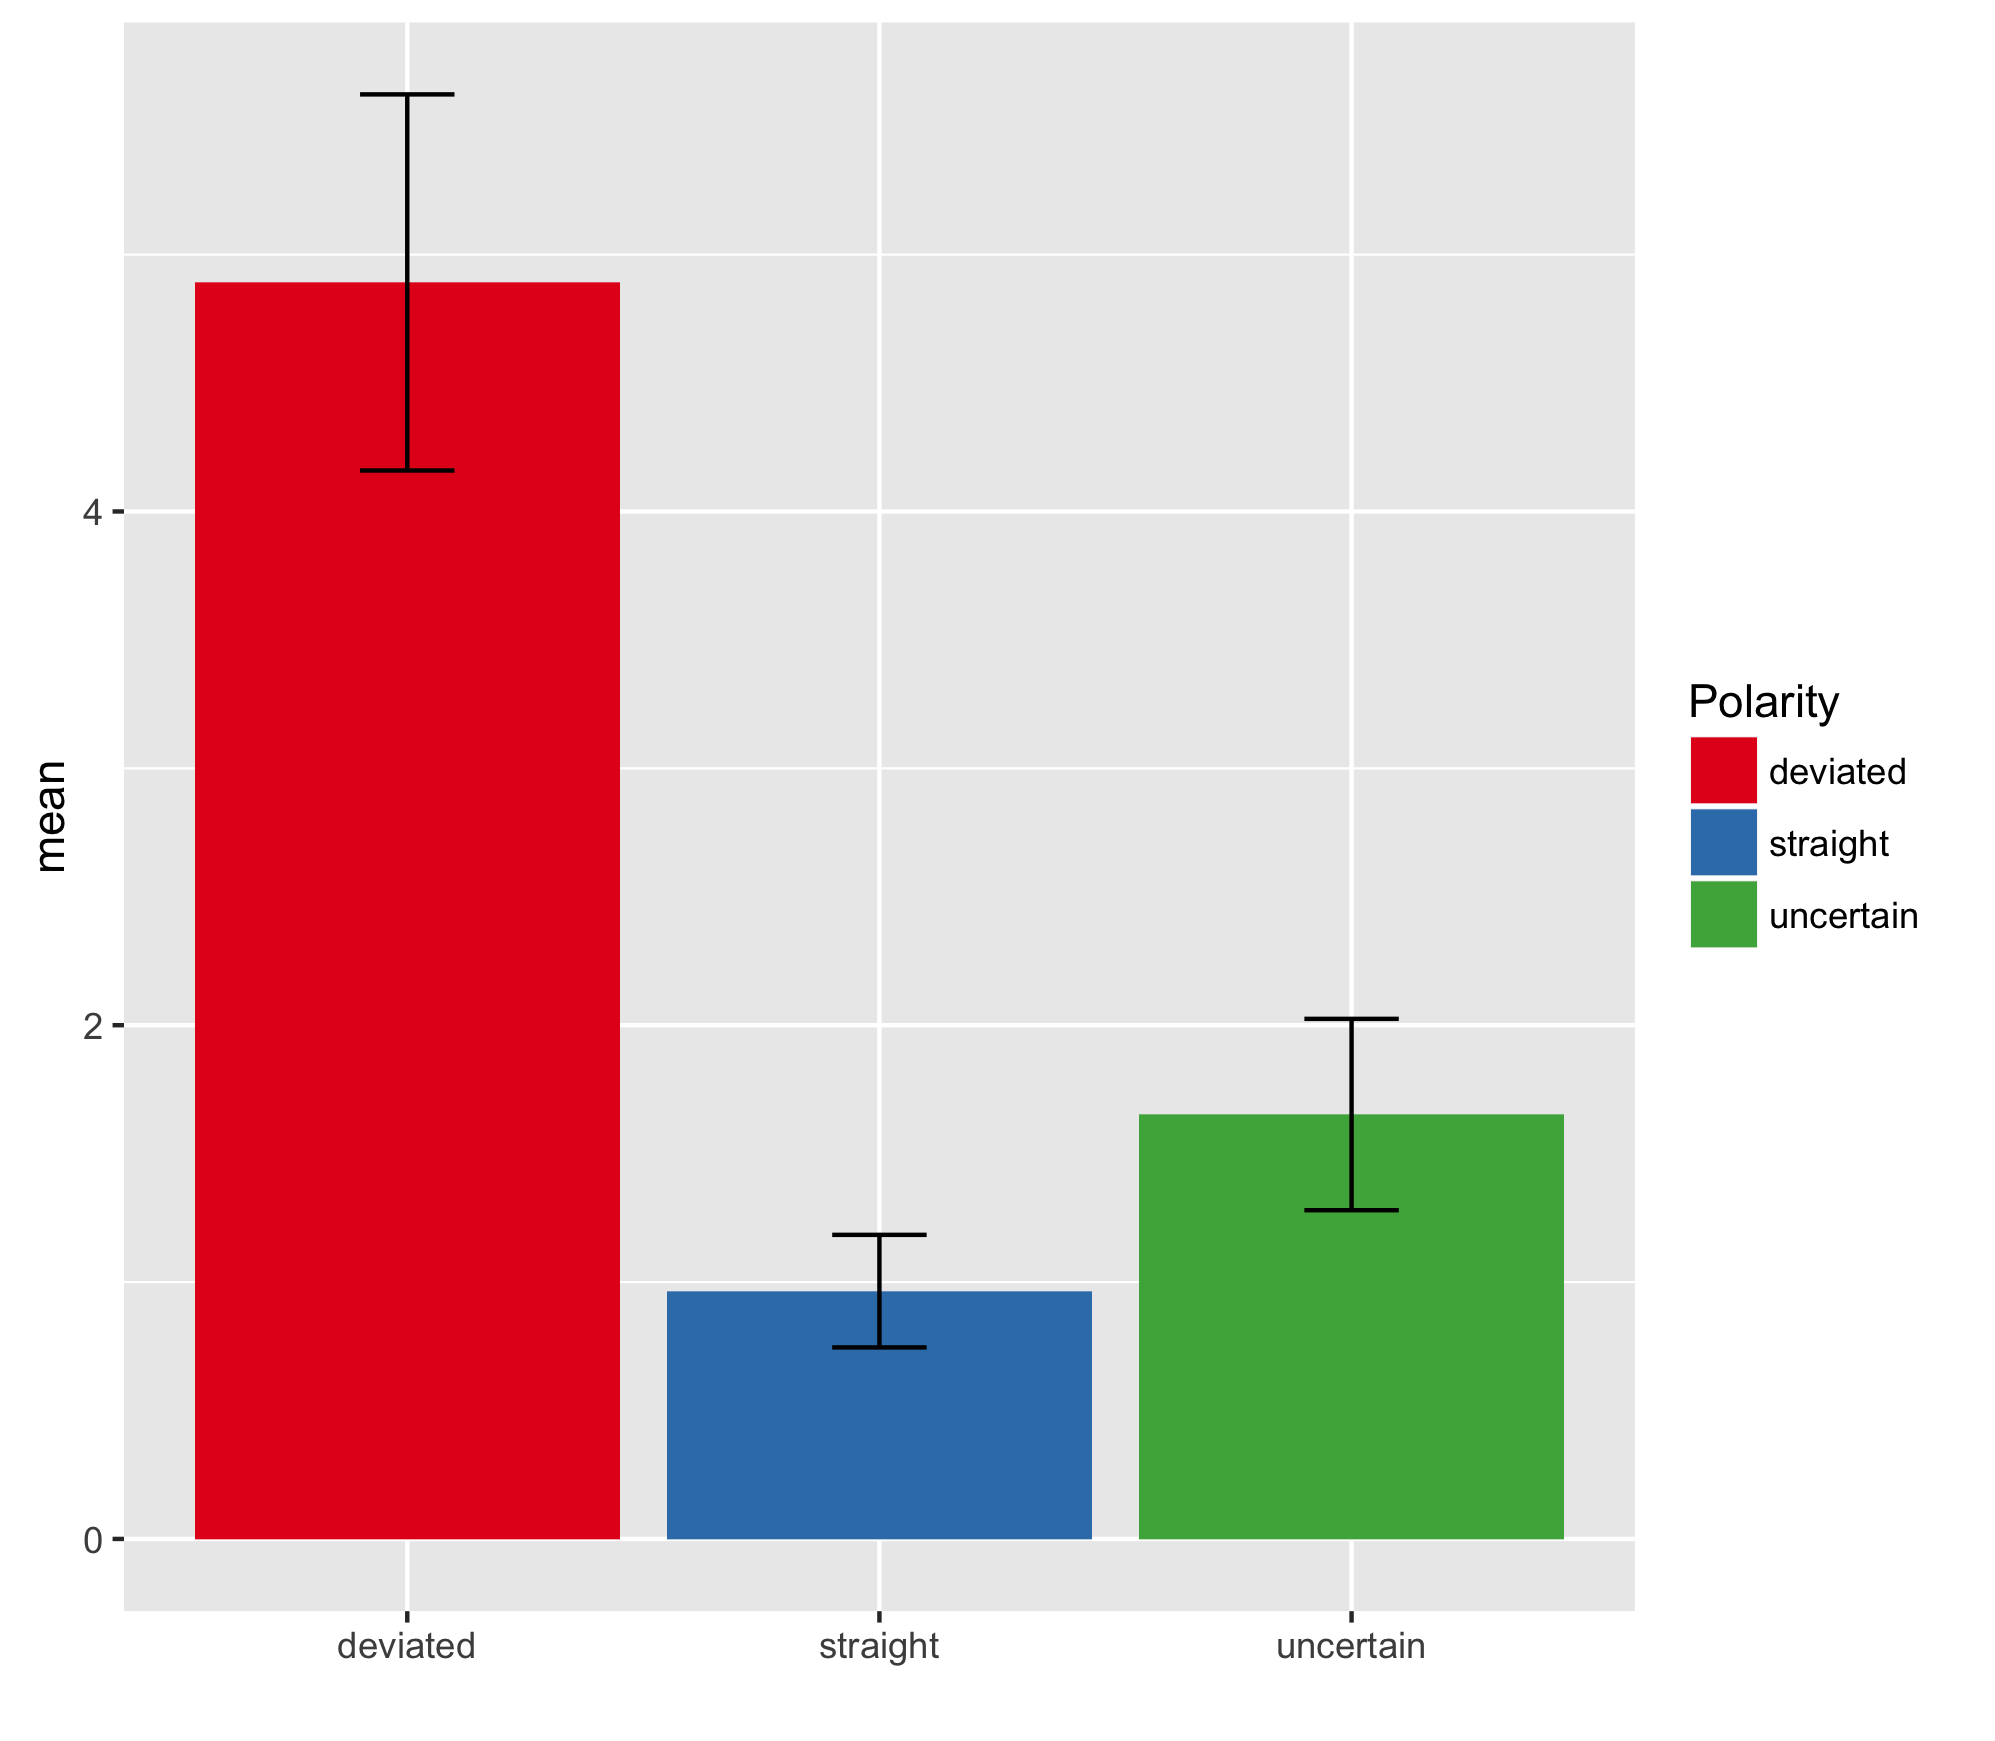 mean
4
2
0
deviated
straight
uncertain
Polarity
deviated
straight
uncertain